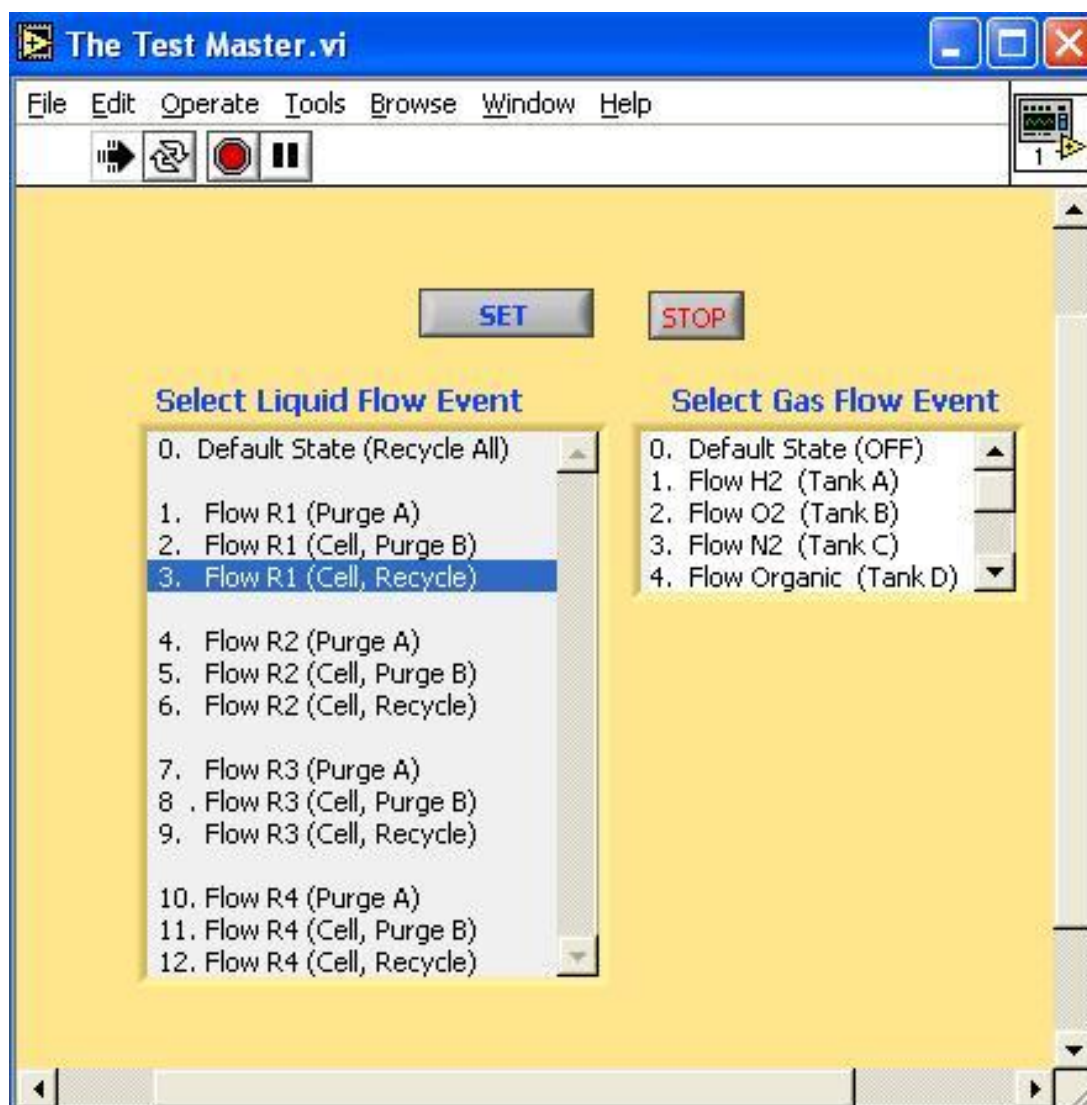 The Test Master.vi
File Edit Operate Tools Browse Window Help
1
SET
STOP
Select Liquid Flow Event
0. Default State (Recycle All)
1. Flow R1 (Purge A)
2. Flow R1 (Cell, Purge B)
3. Flow R1 (Cell, Recycle)
4. Flow R2 (Purge A)
5. Flow R2 (Cell, Purge B)
6. Flow R2 (Cell, Recycle)
7. Flow R3 (Purge A)
8 . Flow R3 (Cell, Purge B)
9. Flow R3 (Cell, Recycle)
10. Flow R4 (Purge A)
11. Flow R4 (Cell, Purge B)
12. Flow R4 (Cell, Recycle)
Select Gas Flow Event
0. Default State (OFF)
1. Flow H2 (Tank A)
2. Flow O2 (Tank B)
3. Flow N2 (Tank C)
4. Flow Organic (Tank D)